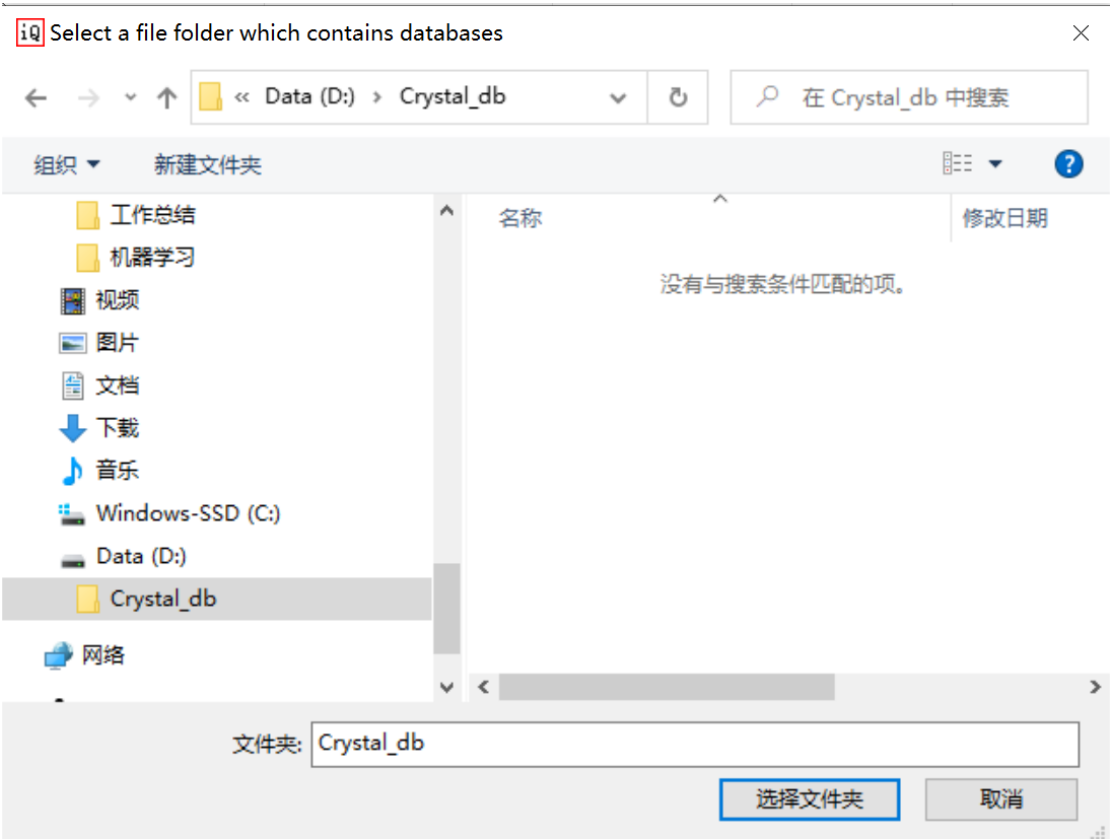 iQ Select a file folder which contains databases
« Data (D:) › Crystal_db
在 Crystal_db 中搜索
组织
新建文件夹
?
工作总结
机器学习
视频
图片
文档
下载
音乐
Windows-SSD (C:)
Data (D:)
Crystal_db
网络
名称
修改日期
没有与搜索条件匹配的项。
文件夹: Crystal_db
选择文件夹
取消